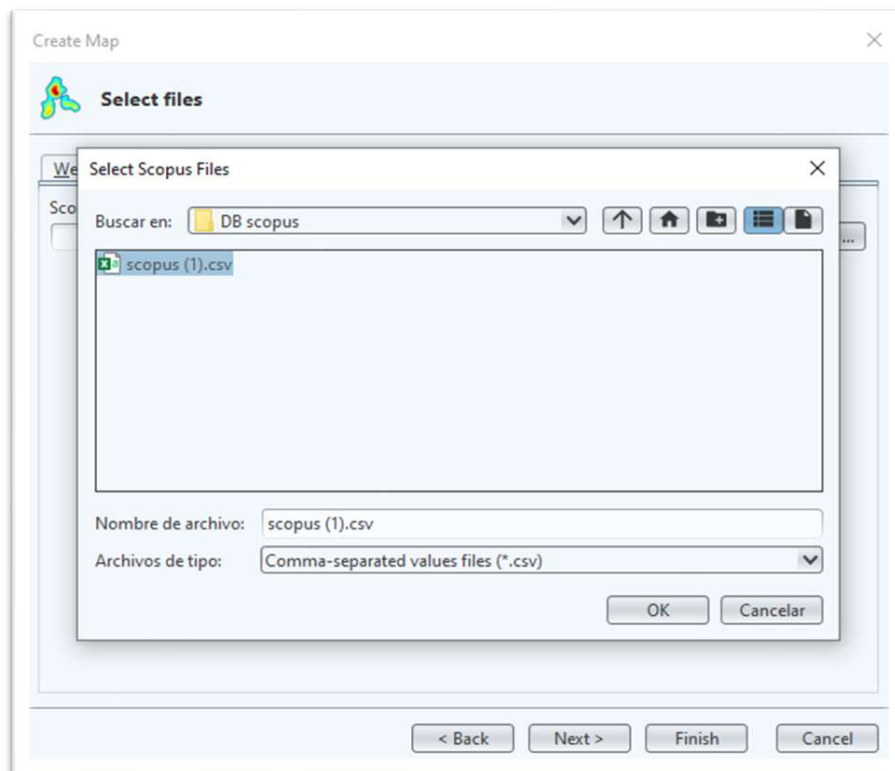 Create Map
Select files
We
Select Scopus Files
Sco
Buscar en: DB scopus
...
scopus (1).csv
Nombre de archivo: scopus (1).csv
Archivos de tipo: Comma-separated values files (*.csv)
OK Cancelar
< Back Next > Finish Cancel